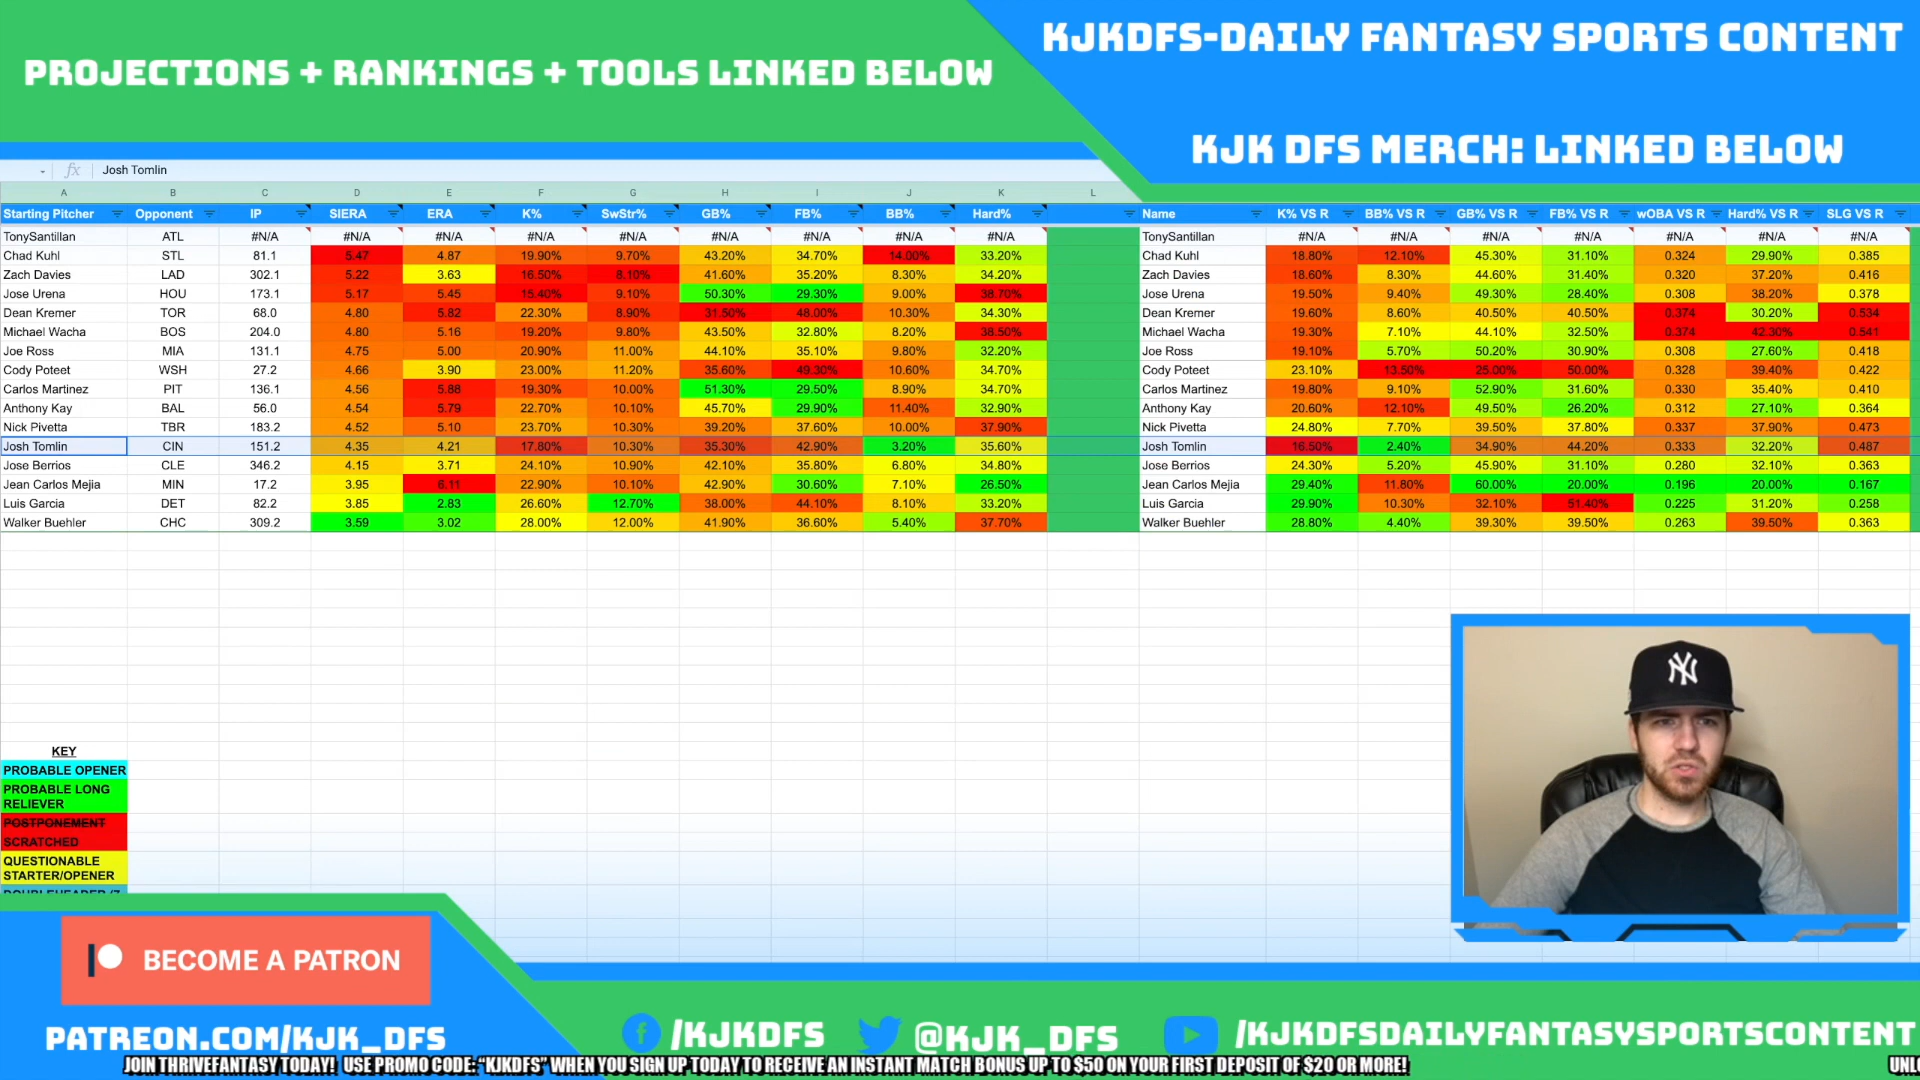 KJKDFS-DAILY FANTASY SPORTS CONTENT
PROJECTIONS + RANKINGS + TOOLS LINKED BELOW
KJK DFS MERCH: LINKED BELOW
fx Josh Tomlin
A B C D E F G H I J K L
Starting Pitcher Opponent IP SIERA ERA K% SwStr% GB% FB% BB% Hard% Name K% VS R BB% VS R GB% VS R FB% VS R wOBA VS R Hard% VS R SLG VS R
TonySantillan ATL #N/A #N/A #N/A #N/A #N/A #N/A #N/A #N/A #N/A TonySantillan #N/A #N/A #N/A #N/A #N/A #N/A #N/A
Chad Kuhl STL 81.1 5.47 4.87 19.90% 9.70% 43.20% 34.70% 14.00% 33.20% Chad Kuhl 18.80% 12.10% 45.30% 31.10% 0.324 29.90% 0.385
Zach Davies LAD 302.1 5.22 3.63 16.50% 8.10% 41.60% 35.20% 8.30% 34.20% Zach Davies 18.60% 8.30% 44.60% 31.40% 0.320 37.20% 0.416
Jose Urena HOU 173.1 5.17 5.45 15.40% 9.10% 50.30% 29.30% 9.00% 38.70% Jose Urena 19.50% 9.40% 49.30% 28.40% 0.308 38.20% 0.378
Dean Kremer TOR 68.0 4.80 5.82 22.30% 8.90% 31.50% 48.00% 10.30% 34.30% Dean Kremer 19.60% 8.60% 40.50% 40.50% 0.374 30.20% 0.534
Michael Wacha BOS 204.0 4.80 5.16 19.20% 9.80% 43.50% 32.80% 8.20% 38.50% Michael Wacha 19.30% 7.10% 44.10% 32.50% 0.374 42.30% 0.541
Joe Ross MIA 131.1 4.75 5.00 20.90% 11.00% 44.10% 35.10% 9.80% 32.20% Joe Ross 19.10% 5.70% 50.20% 30.90% 0.308 27.60% 0.418
Cody Poteet WSH 27.2 4.66 3.90 23.00% 11.20% 35.60% 49.30% 10.60% 34.70% Cody Poteet 23.10% 13.50% 25.00% 50.00% 0.328 39.40% 0.422
Carlos Martinez PIT 136.1 4.56 5.88 19.30% 10.00% 51.30% 29.50% 8.90% 34.70% Carlos Martinez 19.80% 9.10% 52.90% 31.60% 0.330 35.40% 0.410
Anthony Kay BAL 56.0 4.54 5.79 22.70% 10.10% 45.70% 29.90% 11.40% 32.90% Anthony Kay 20.60% 12.10% 49.50% 26.20% 0.312 27.10% 0.364
Nick Pivetta TBR 183.2 4.52 5.10 23.70% 10.30% 39.20% 37.60% 10.00% 37.90% Nick Pivetta 24.80% 7.70% 39.50% 37.80% 0.337 37.90% 0.473
Josh Tomlin CIN 151.2 4.35 4.21 17.80% 10.30% 35.30% 42.90% 3.20% 35.60% Josh Tomlin 16.50% 2.40% 34.90% 44.20% 0.333 32.20% 0.487
Jose Berrios CLE 346.2 4.15 3.71 24.10% 10.90% 42.10% 35.80% 6.80% 34.80% Jose Berrios 24.30% 5.20% 45.90% 31.10% 0.280 32.10% 0.363
Jean Carlos Mejia MIN 17.2 3.95 6.11 22.90% 10.10% 42.90% 30.60% 7.10% 26.50% Jean Carlos Mejia 29.40% 11.80% 60.00% 20.00% 0.196 20.00% 0.167
Luis Garcia DET 82.2 3.85 2.83 26.60% 12.70% 38.00% 44.10% 8.10% 33.20% Luis Garcia 29.90% 10.30% 32.10% 51.40% 0.225 31.20% 0.258
Walker Buehler CHC 309.2 3.59 3.02 28.00% 12.00% 41.90% 36.60% 5.40% 37.70% Walker Buehler 28.80% 4.40% 39.30% 39.50% 0.263 39.50% 0.363
NY
KEY
PROBABLE OPENER
PROBABLE LONG
RELIEVER
POSTPONEMENT
SCRATCHED
QUESTIONABLE
STARTER/OPENER
BECOME A PATRON
PATREON.COM/KJK_DFS
/KJKDFS @KJK_DFS /KJKDFSDAILYFANTASYSPORTSCONTENT
JOIN THRIVEFANTASY TODAY! USE PROMO CODE: "KJKDFS" WHEN YOU SIGN UP TODAY TO RECEIVE AN INSTANT MATCH BONUS UP TO $50 ON YOUR FIRST DEPOSIT OF $20 OR MORE!